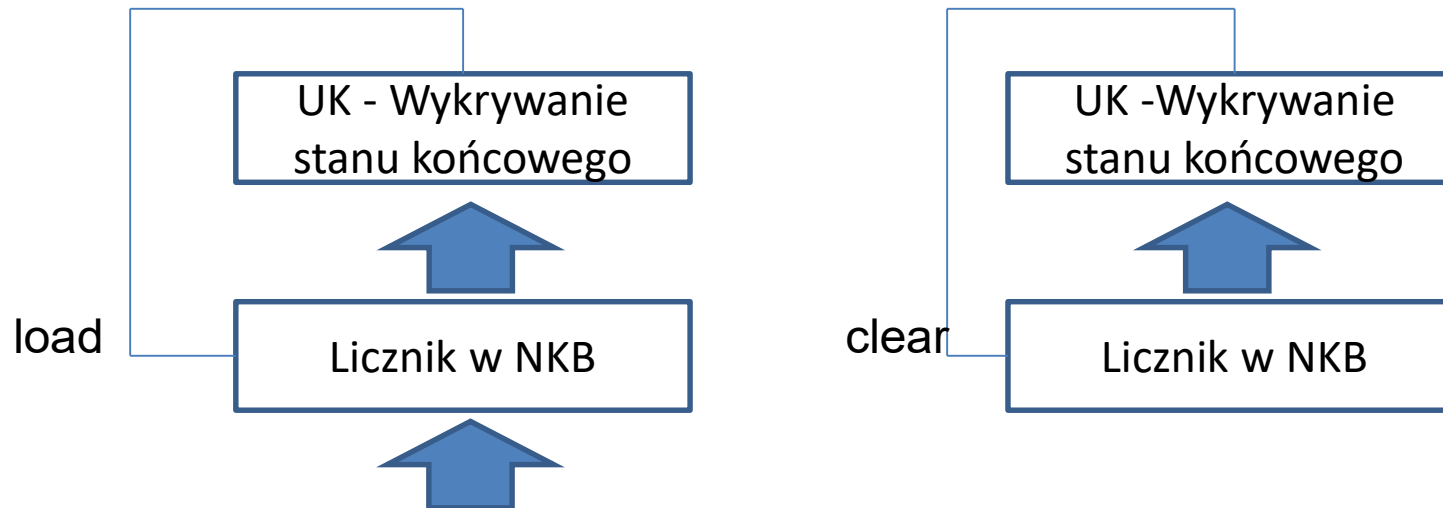 UK - Wykrywanie
stanu końcowego
load
Licznik w NKB
UK -Wykrywanie
stanu końcowego
clear
Licznik w NKB